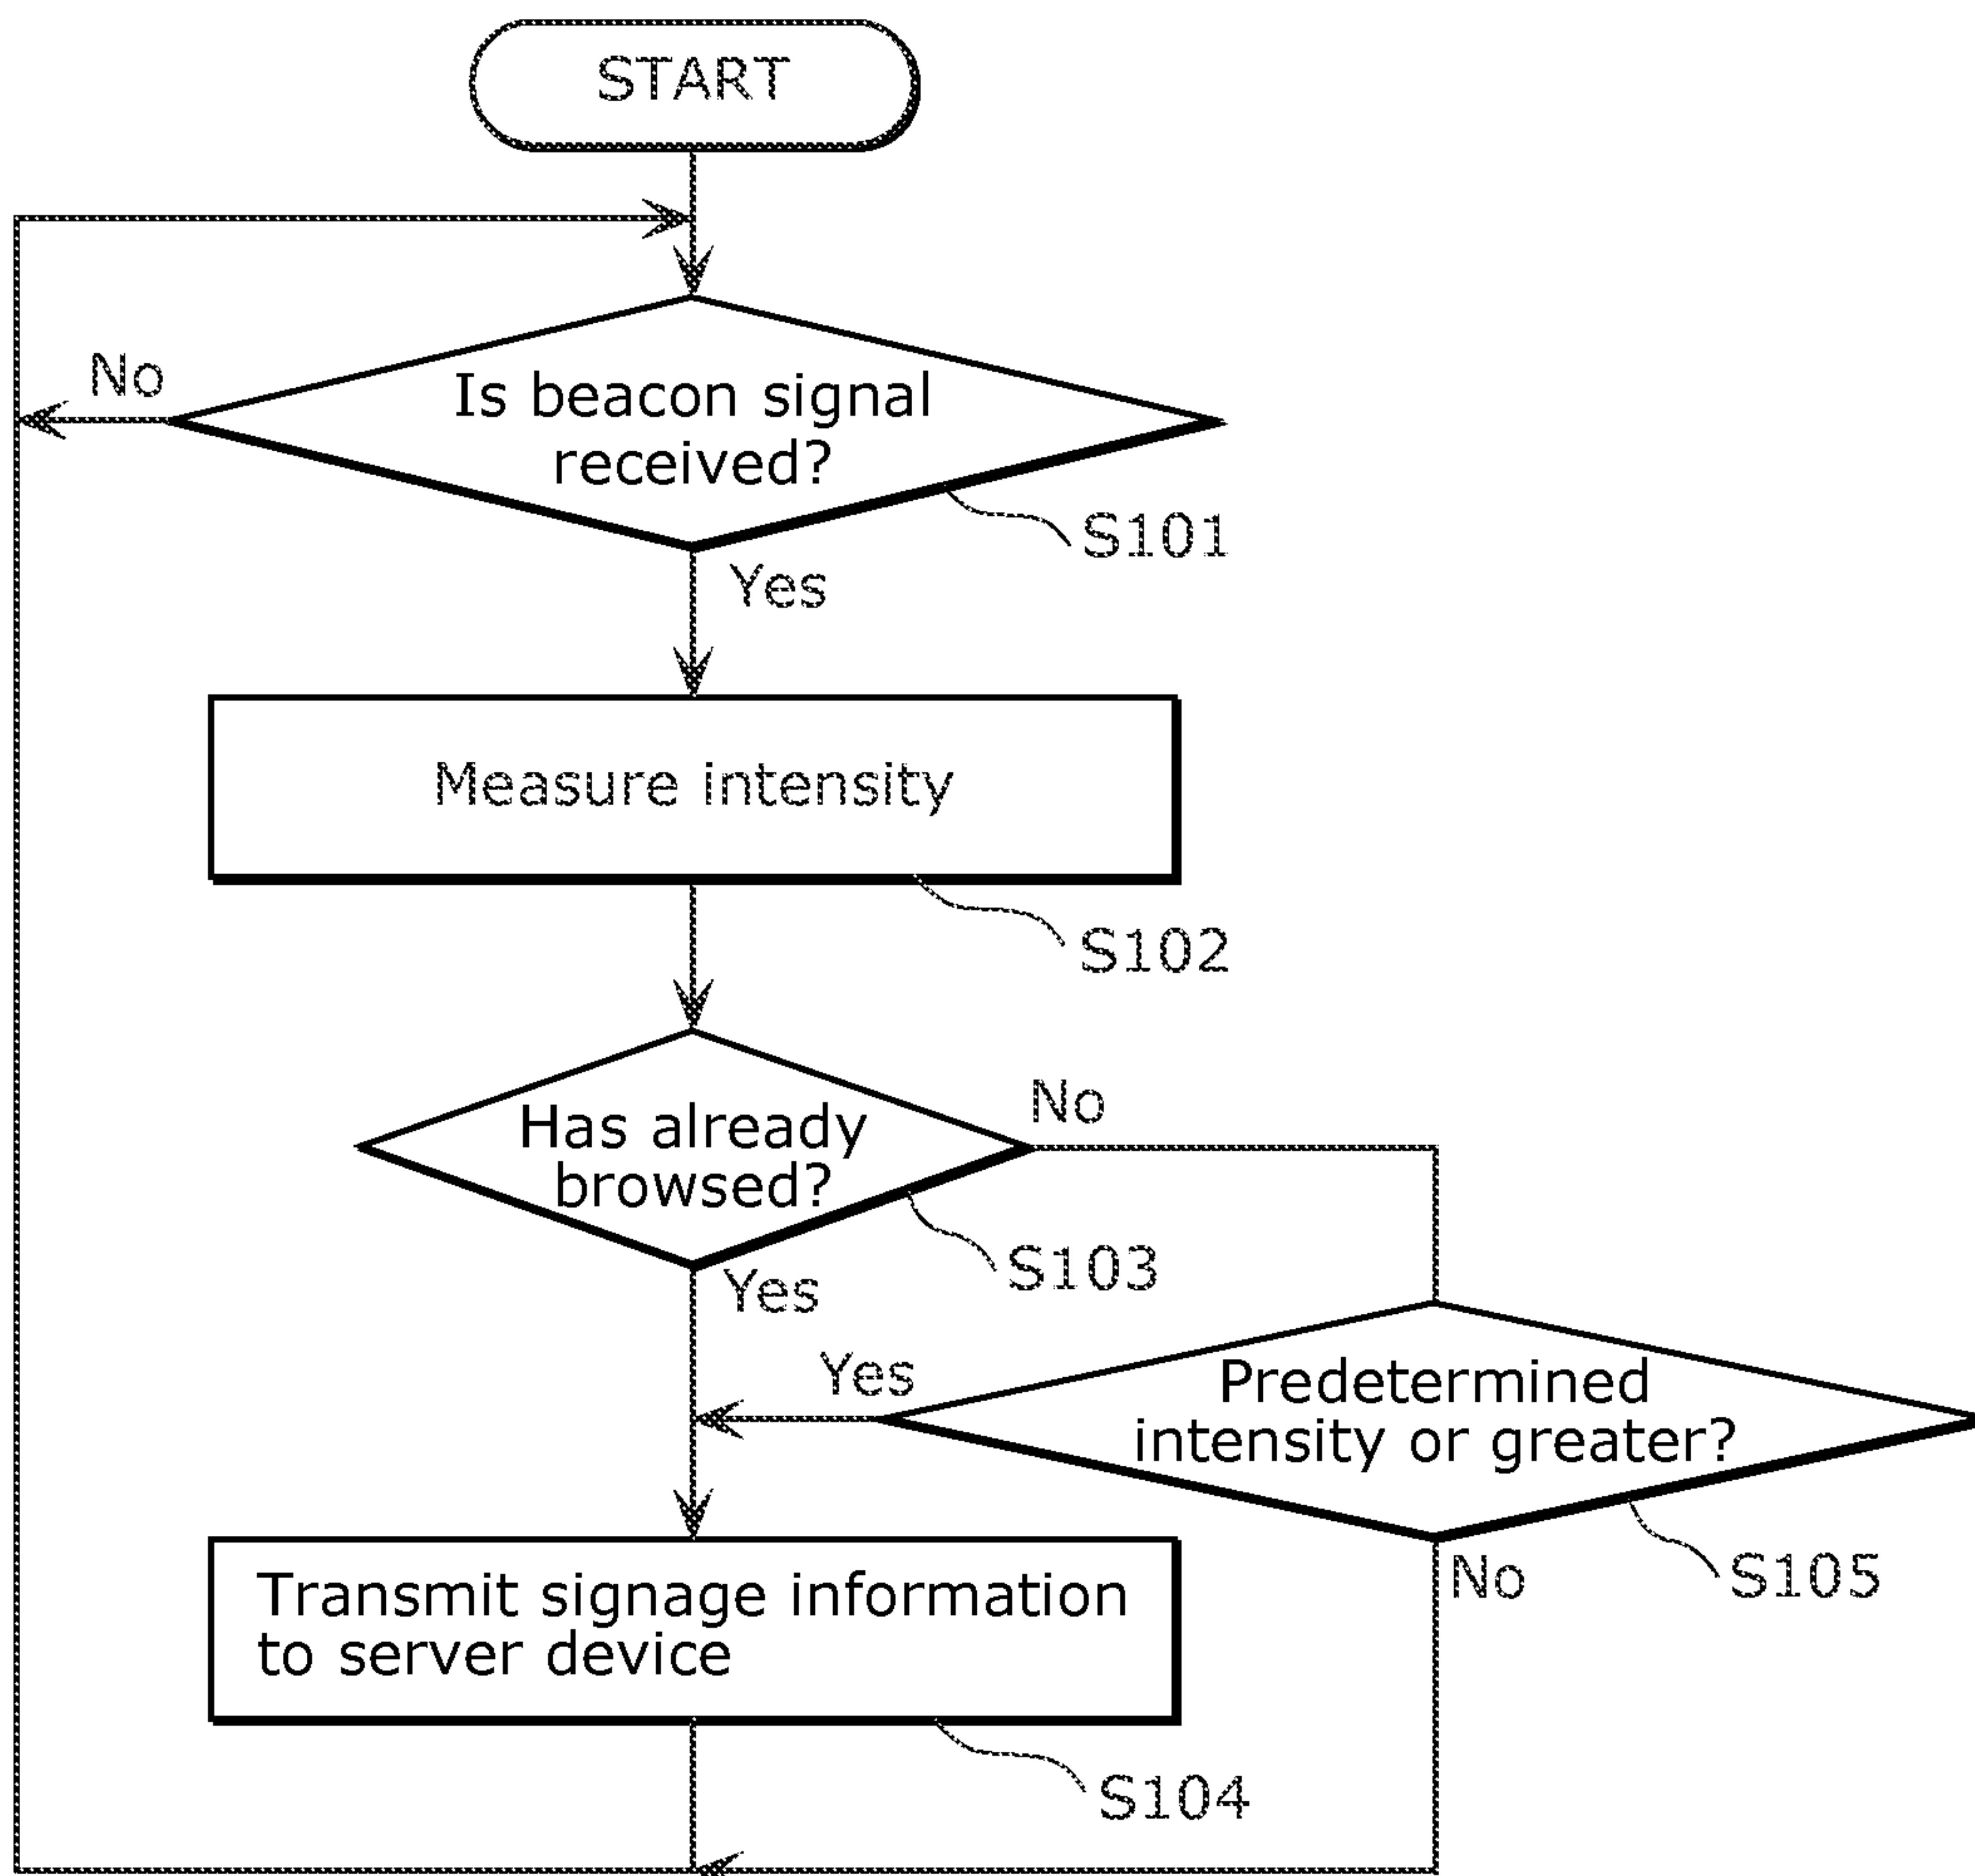 START
No
Is beacon signal
received?
S101
Yes
Measure intensity
S102
No
Has already
browsed?
S103
Yes
Yes
Predetermined
intensity or greater?
No
S105
Transmit signage information
to server device
S104